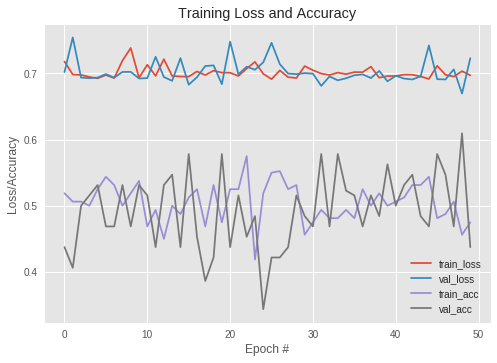 Training Loss and Accuracy
Loss/Accuracy
0.7
0.6
0.5
0.4
train_loss
val_loss
train_acc
val_acc
0 10 20 30 40 50
Epoch #